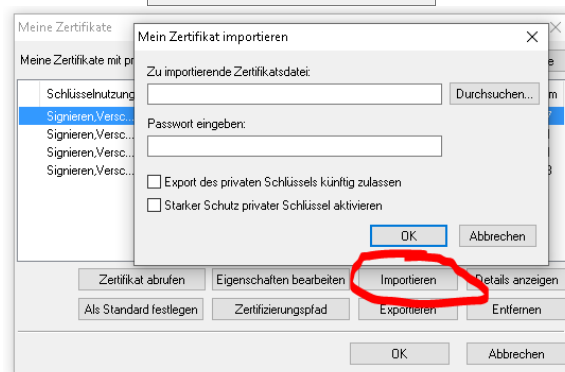 Meine Zertifikate
Mein Zertifikat importieren
Meine Zertifikate mit pr
Zu importierende Zertifikatsdatei:
Durchsuchen...
Schlüsselnutzung
Signieren,Versc...
Signieren,Versc...
Signieren,Versc...
Signieren,Versc...
Passwort eingeben:
Export des privaten Schlüssels künftig zulassen
Starker Schutz privater Schlüssel aktivieren
OK Abbrechen
Zertifikat abrufen Eigenschaften bearbeiten Importieren Details anzeigen
Als Standard festlegen Zertifizierungspfad Exportieren Entfernen
OK Abbrechen